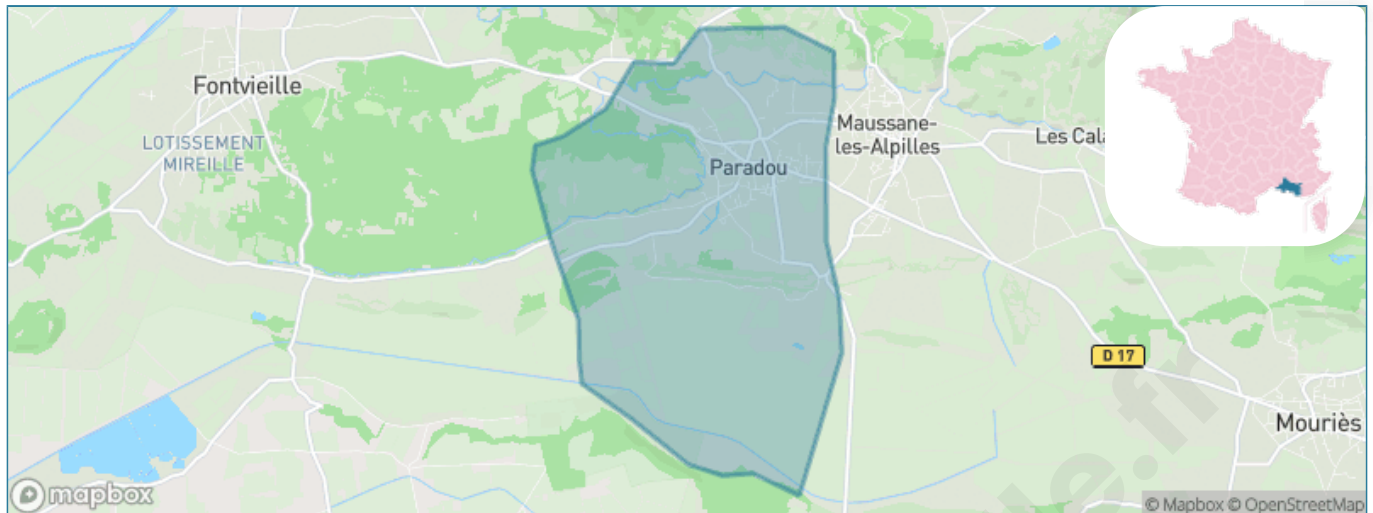 Fontvieille
LOTISSEMENT
MIREILLE
Paradou
Maussane-
les-Alpilles
Les Cala
D 17
Mouriès
mapbox
© Mapbox © OpenStreetMap